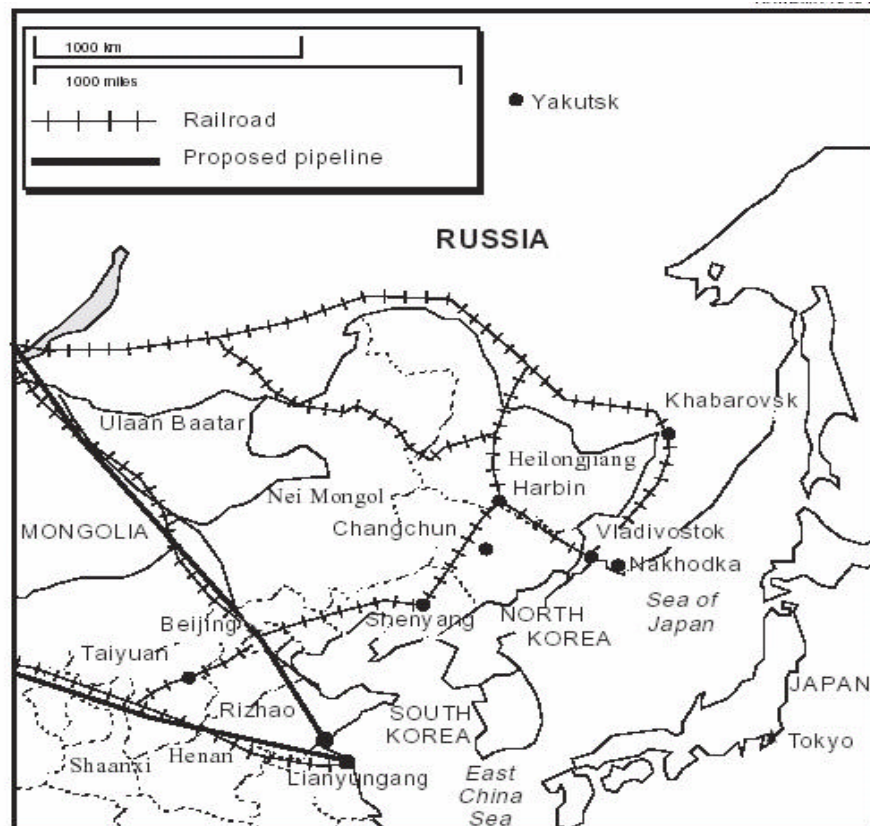 1000 km
1000 miles
Railroad
Proposed pipeline
Yakutsk
RUSSIA
Khabarovsk
Ulaan Baatar
Heilongjiang
Nei Mongol
Harbin
Changchun
MONGOLIA
Vladivostok
Nakhodka
Beijing
Shenyang
NORTH
KOREA
Sea of
Japan
Taiyuan
Rizhao
SOUTH
KOREA
JAPAN
Tokyo
Henan
Shaanxi
Lianyungang
East
China
Sea